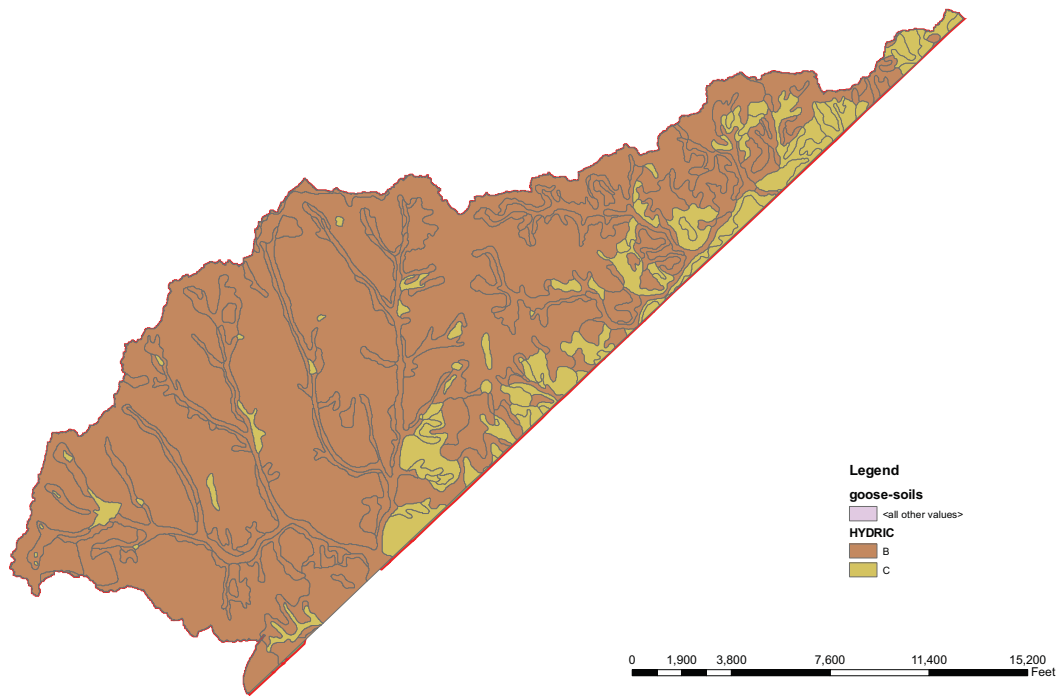 Legend
goose-soils
<all other values>
HYDRIC
B
C
0 1,900 3,800 7,600 11,400 15,200
Feet